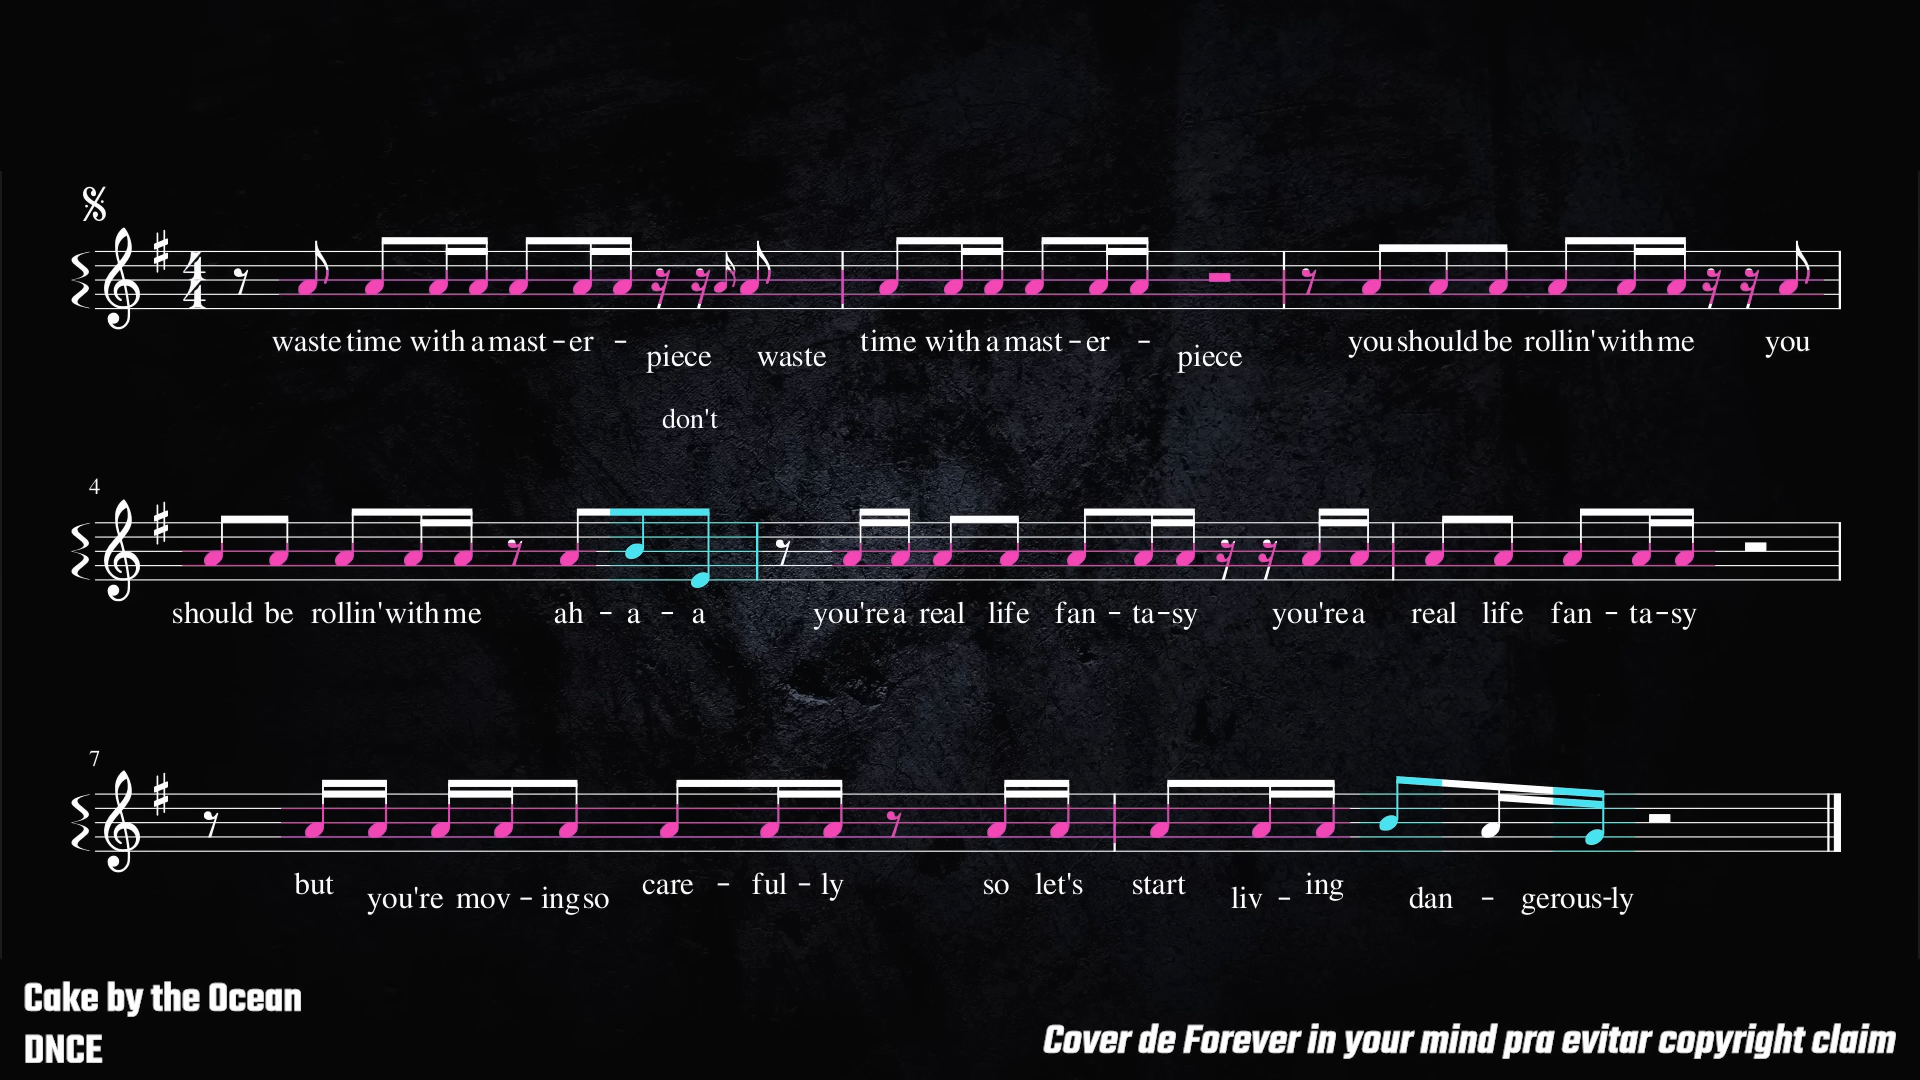 4
4
waste time with a mast - er - piece waste time with a mast - er - piece you should be rollin' with me you
don't
4
should be rollin' with me ah - a - a you're a real life fan - ta - sy you're a real life fan - ta - sy
7
but you're mov - ing so care - ful - ly so let's start liv - ing dan - gerous-ly
Cake by the Ocean
DNCE
Cover de Forever in your mind pra evitar copyright claim